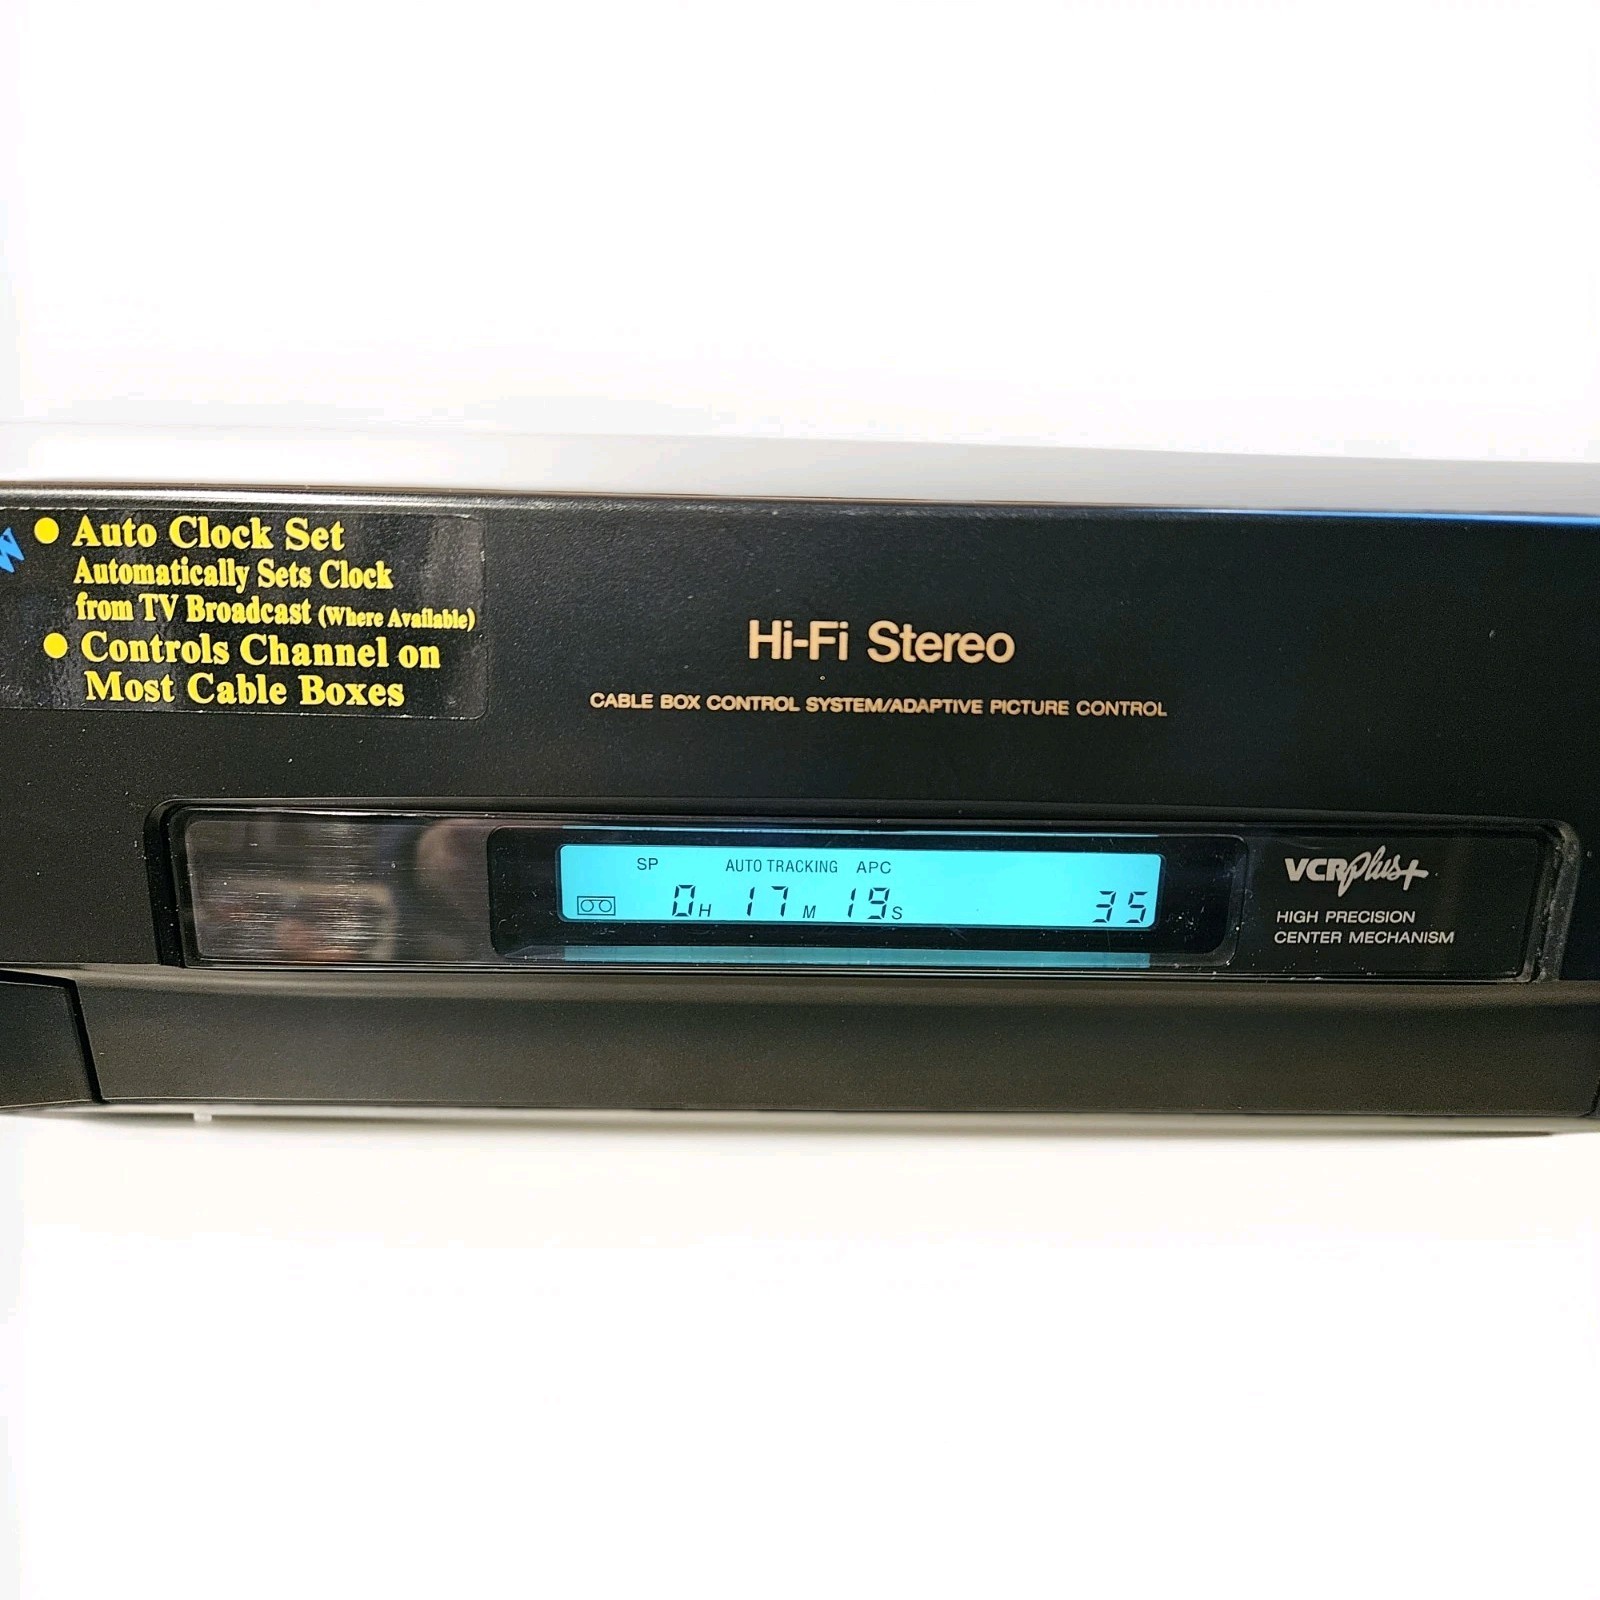 ● Auto Clock Set
Automatically Sets Clock
from TV Broadcast (Where Available)
● Controls Channel on
Most Cable Boxes
Hi-Fi Stereo
CABLE BOX CONTROL SYSTEM/ADAPTIVE PICTURE CONTROL
SP AUTO TRACKING APC
0H 17M 19S 35
VCRPlus+
HIGH PRECISION
CENTER MECHANISM